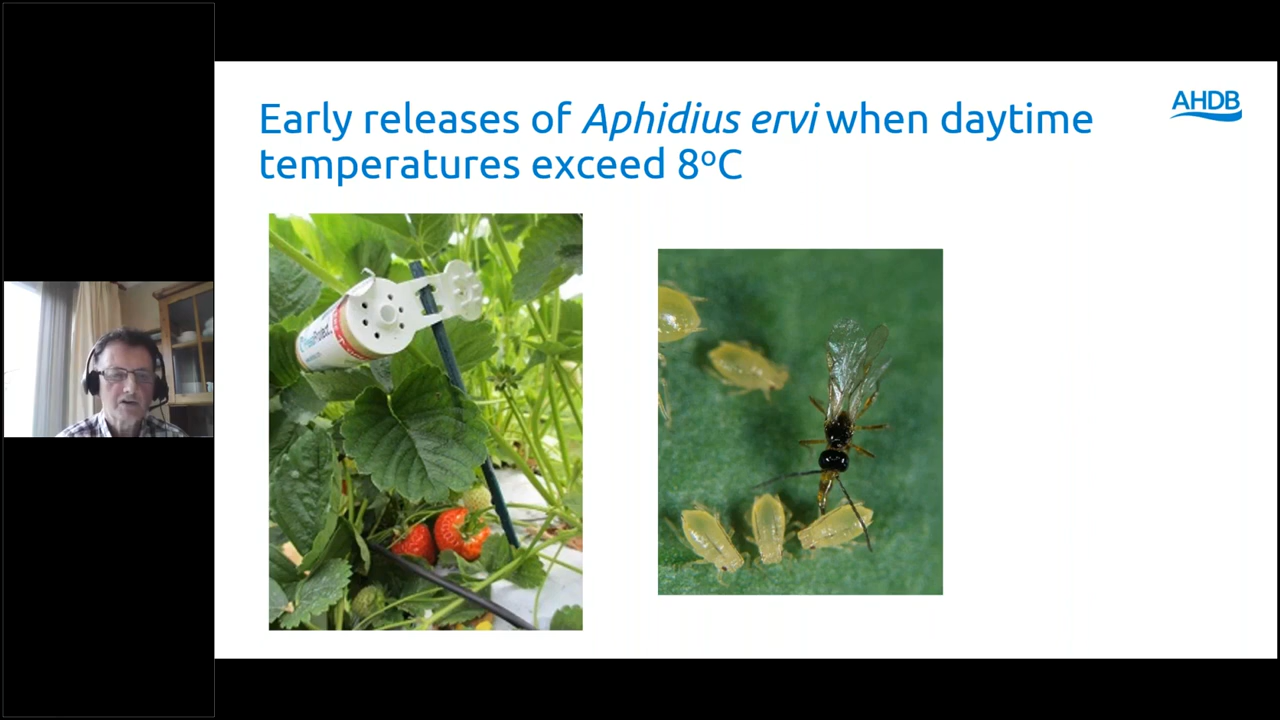 Early releases of Aphidius ervi when daytime
temperatures exceed 8ºC
AHDB